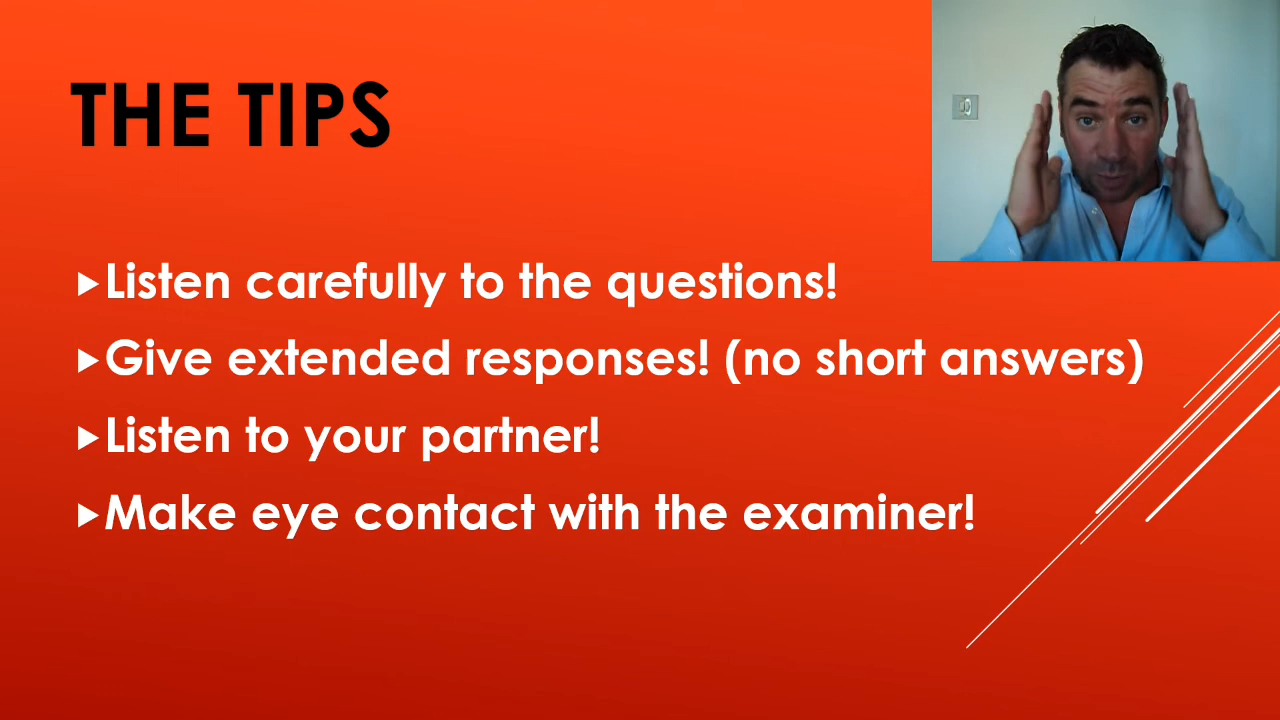 THE TIPS
Listen carefully to the questions!
Give extended responses! (no short answers)
Listen to your partner!
Make eye contact with the examiner!